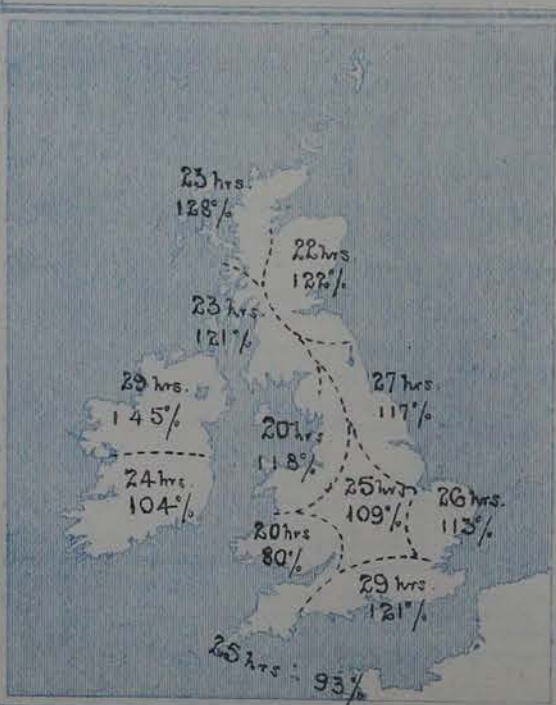 23 hrs.
128%
22 hrs.
122%
23 hrs.
121%
29 hrs.
145%
27 hrs.
117%
20 hrs
118%
24 hrs.
104%
25 hrs
109%
26 hrs.
113%
20 hrs
80%
29 hrs.
121%
25 hrs : 93%